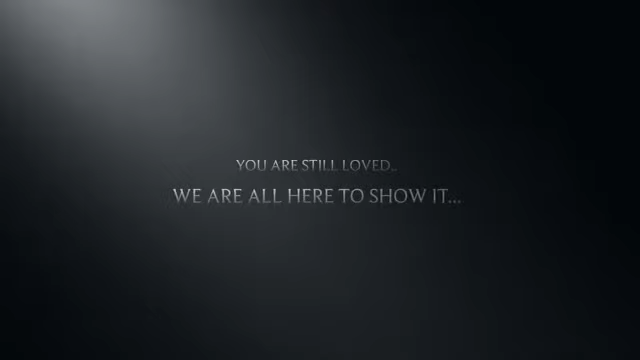 YOU ARE STILL LOVED..
WE ARE ALL HERE TO SHOW IT...